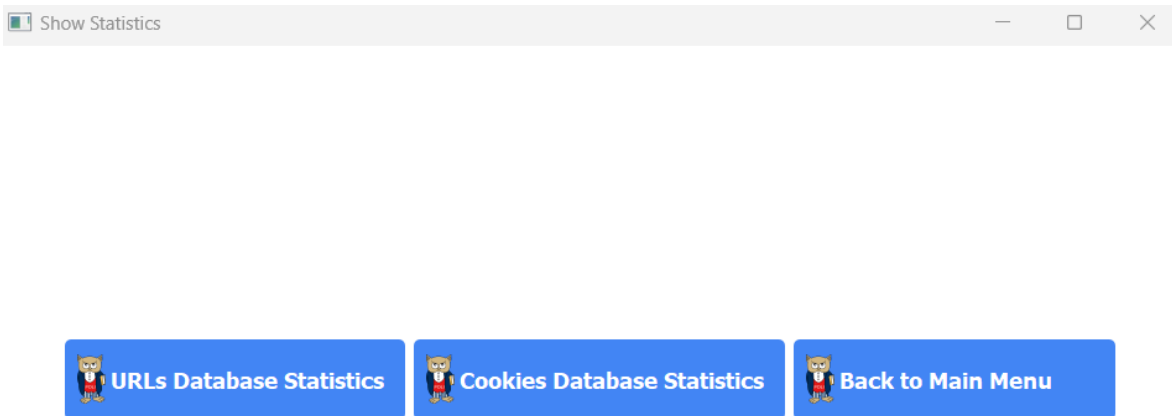 Show Statistics
URLs Database Statistics
Cookies Database Statistics
Back to Main Menu